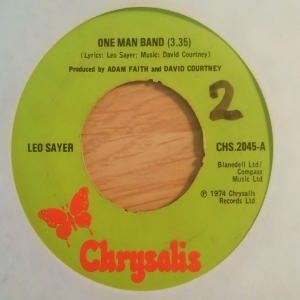 ONE MAN BAND (3.35)
(Lyrics: Leo Sayer; Music: David Courtney)
Produced by ADAM FAITH and DAVID COURTNEY
2
LEO SAYER
CHS.2045-A
Blanedell Ltd/
Compass
Music Ltd
℗ 1974 Chrysalis
Records Ltd
Chrysalis